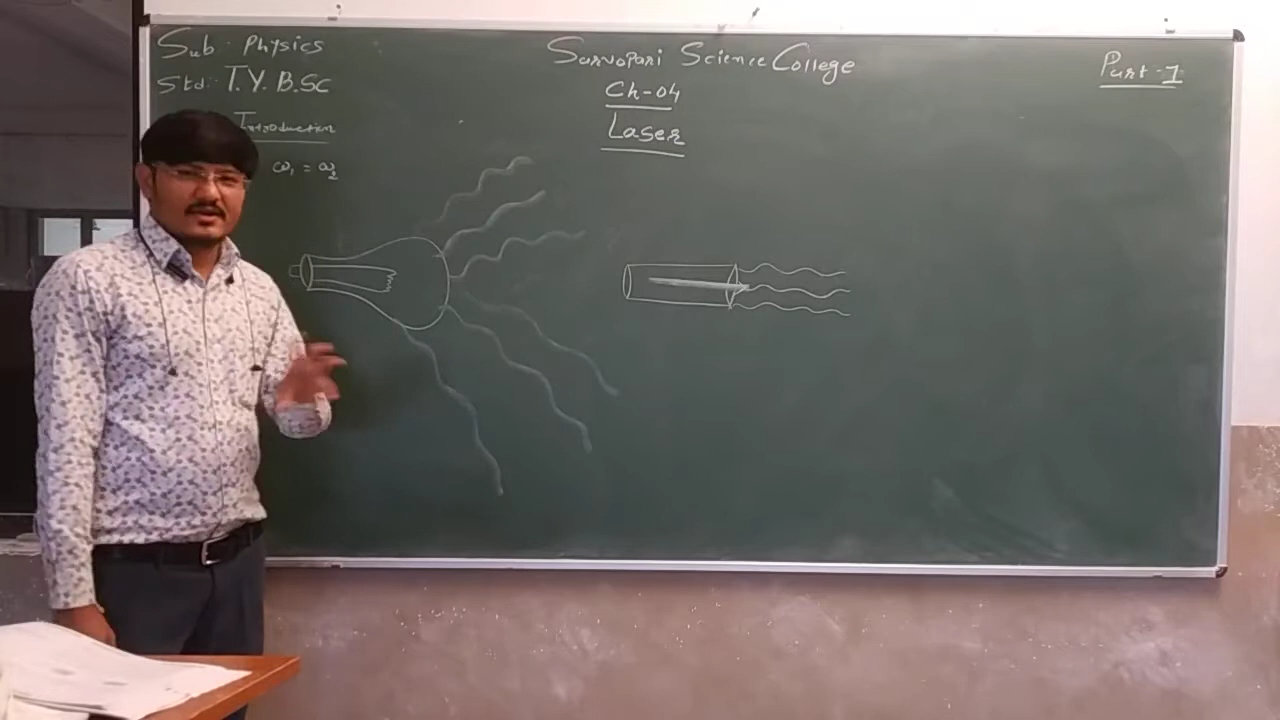 Sub : Physics
Std: T.Y. B.Sc
Sarvopari Science College
Part-1
Ch-04
Laser
Introduction
ω₁ = ω₂